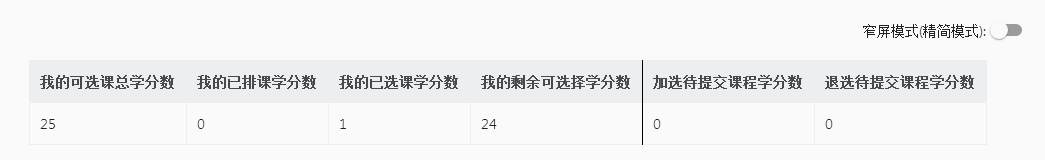 窄屏模式(精简模式):
我的可选课总学分数 我的已排课学分数 我的已选课学分数 我的剩余可选择学分数 加选待提交课程学分数 退选待提交课程学分数
25 0 1 24 0 0